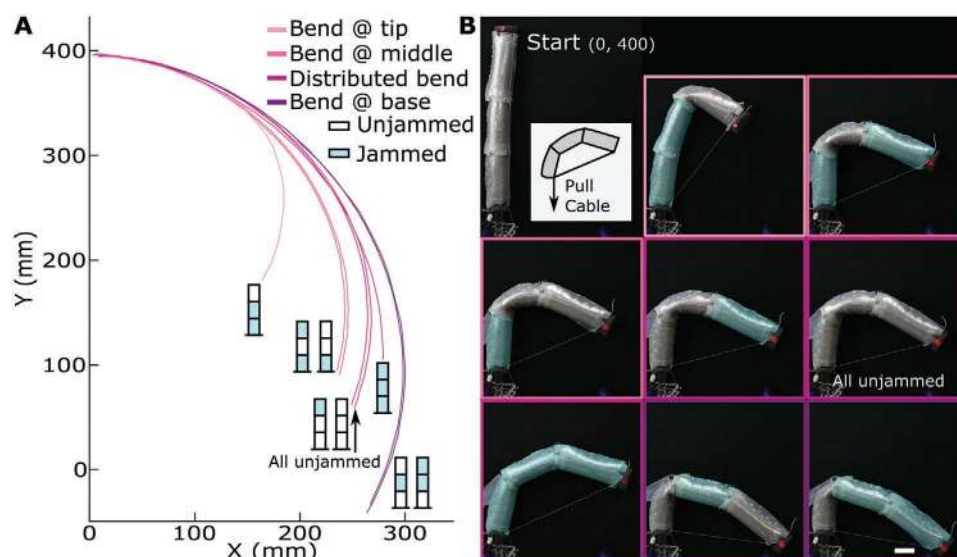 A
400
300
200
100
0
Y (mm)
0
100
200
300
X (mm)
Bend @ tip
Bend @ middle
Distributed bend
Bend @ base
Unjammed
Jammed
All unjammed
B
Start (0, 400)
Pull
Cable
All unjammed